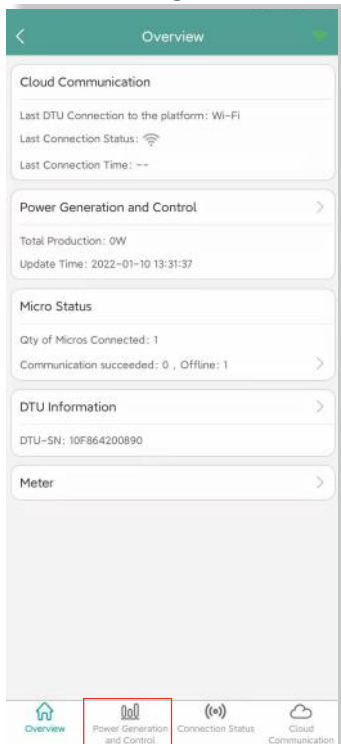 Overview
Cloud Communication
Last DTU Connection to the platform: Wi-Fi
Last Connection Status:
Last Connection Time: --
Power Generation and Control
Total Production: 0W
Update Time: 2022-01-10 13:31:37
Micro Status
Qty of Micros Connected: 1
Communication succeeded: 0 , Offline: 1
DTU Information
DTU-SN: 10F864200890
Meter
Overview
Power Generation
and Control
Connection Status
Cloud
Communication